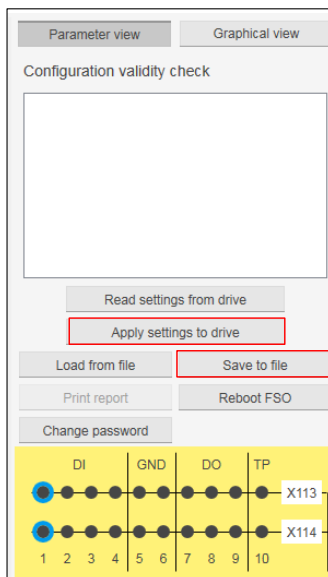 Parameter view Graphical view
Configuration validity check
Read settings from drive
Apply settings to drive
Load from file Save to file
Print report Reboot FSO
Change password
DI GND DO TP
X113
X114
1 2 3 4 5 6 7 8 9 10